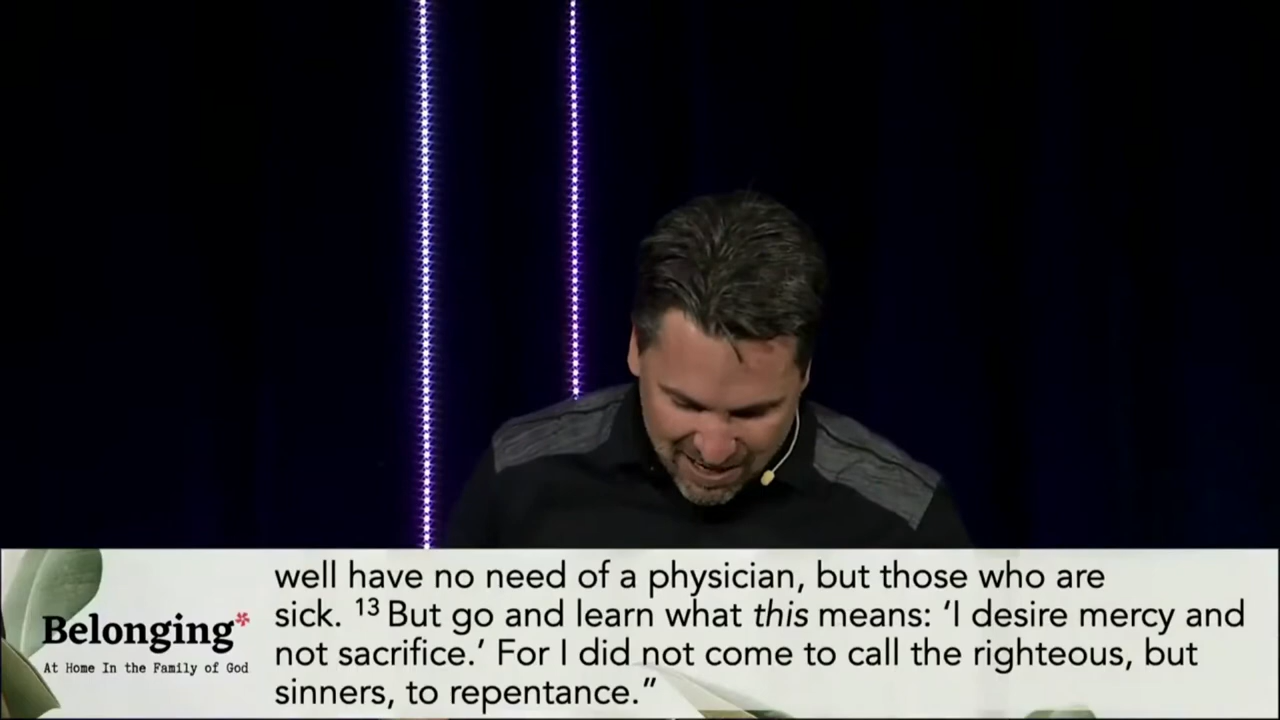 Belonging*
At Home In the Family of God
well have no need of a physician, but those who are
sick. 13 But go and learn what this means: ‘I desire mercy and
not sacrifice.’ For I did not come to call the righteous, but
sinners, to repentance.”